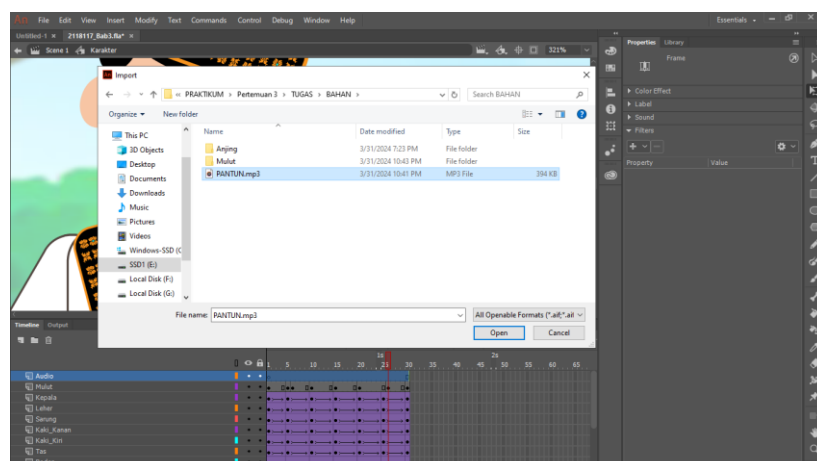 An File Edit View Insert Modify Text Commands Control Debug Window Help Essentials
Untitled-1 × 2118117_Bab3.fla* ×
Scene 1 Karakter 321%
Properties Library
Frame
Color Effect
Label
Sound
Filters
Property Value
Import
« PRAKTIKUM > Pertemuan 3 > TUGAS > BAHAN > Search BAHAN
Organize New folder
Name Date modified Type Size
This PC
3D Objects
Desktop
Documents
Downloads
Music
Pictures
Videos
Windows-SSD (C
SSD1 (E:)
Local Disk (F:)
Local Disk (G:)
Anjing 3/31/2024 7:23 PM File folder
Mulut 3/31/2024 10:43 PM File folder
PANTUN.mp3 3/31/2024 10:41 PM MP3 File 394 KB
File name: PANTUN.mp3 All Openable Formats (*.aif;*.aif
Open Cancel
Timeline Output
1s 2s
1 5 10 15 20 25 30 35 40 45 50 55 60 65
Audio
Mulut
Kepala
Leher
Sarung
Kaki_Kanan
Kaki_Kiri
Tas